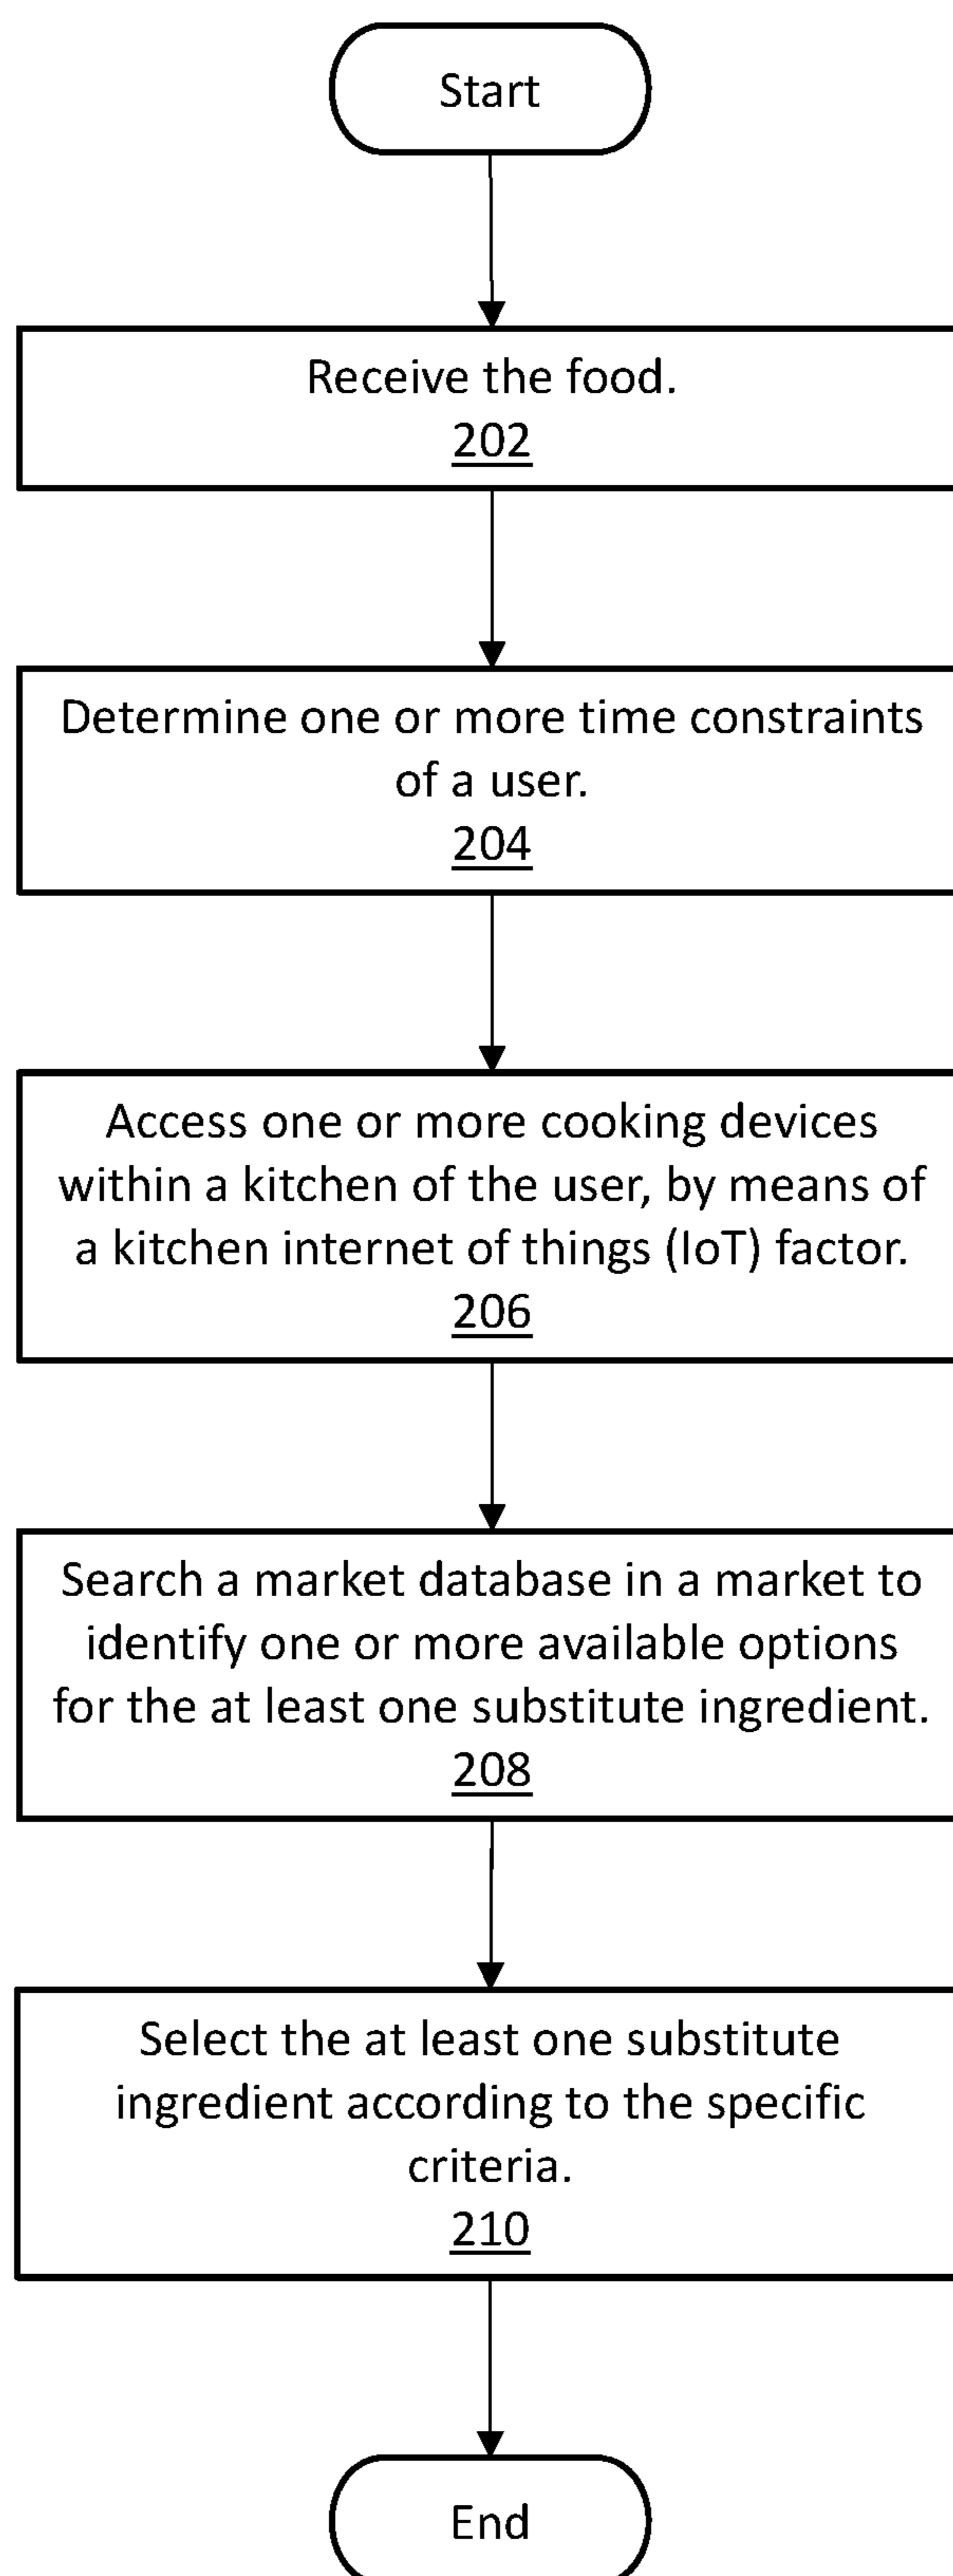 Start
Receive the food.
202
Determine one or more time constraints
of a user.
204
Access one or more cooking devices
within a kitchen of the user, by means of
a kitchen internet of things (IoT) factor.
206
Search a market database in a market to
identify one or more available options
for the at least one substitute ingredient.
208
Select the at least one substitute
ingredient according to the specific
criteria.
210
End